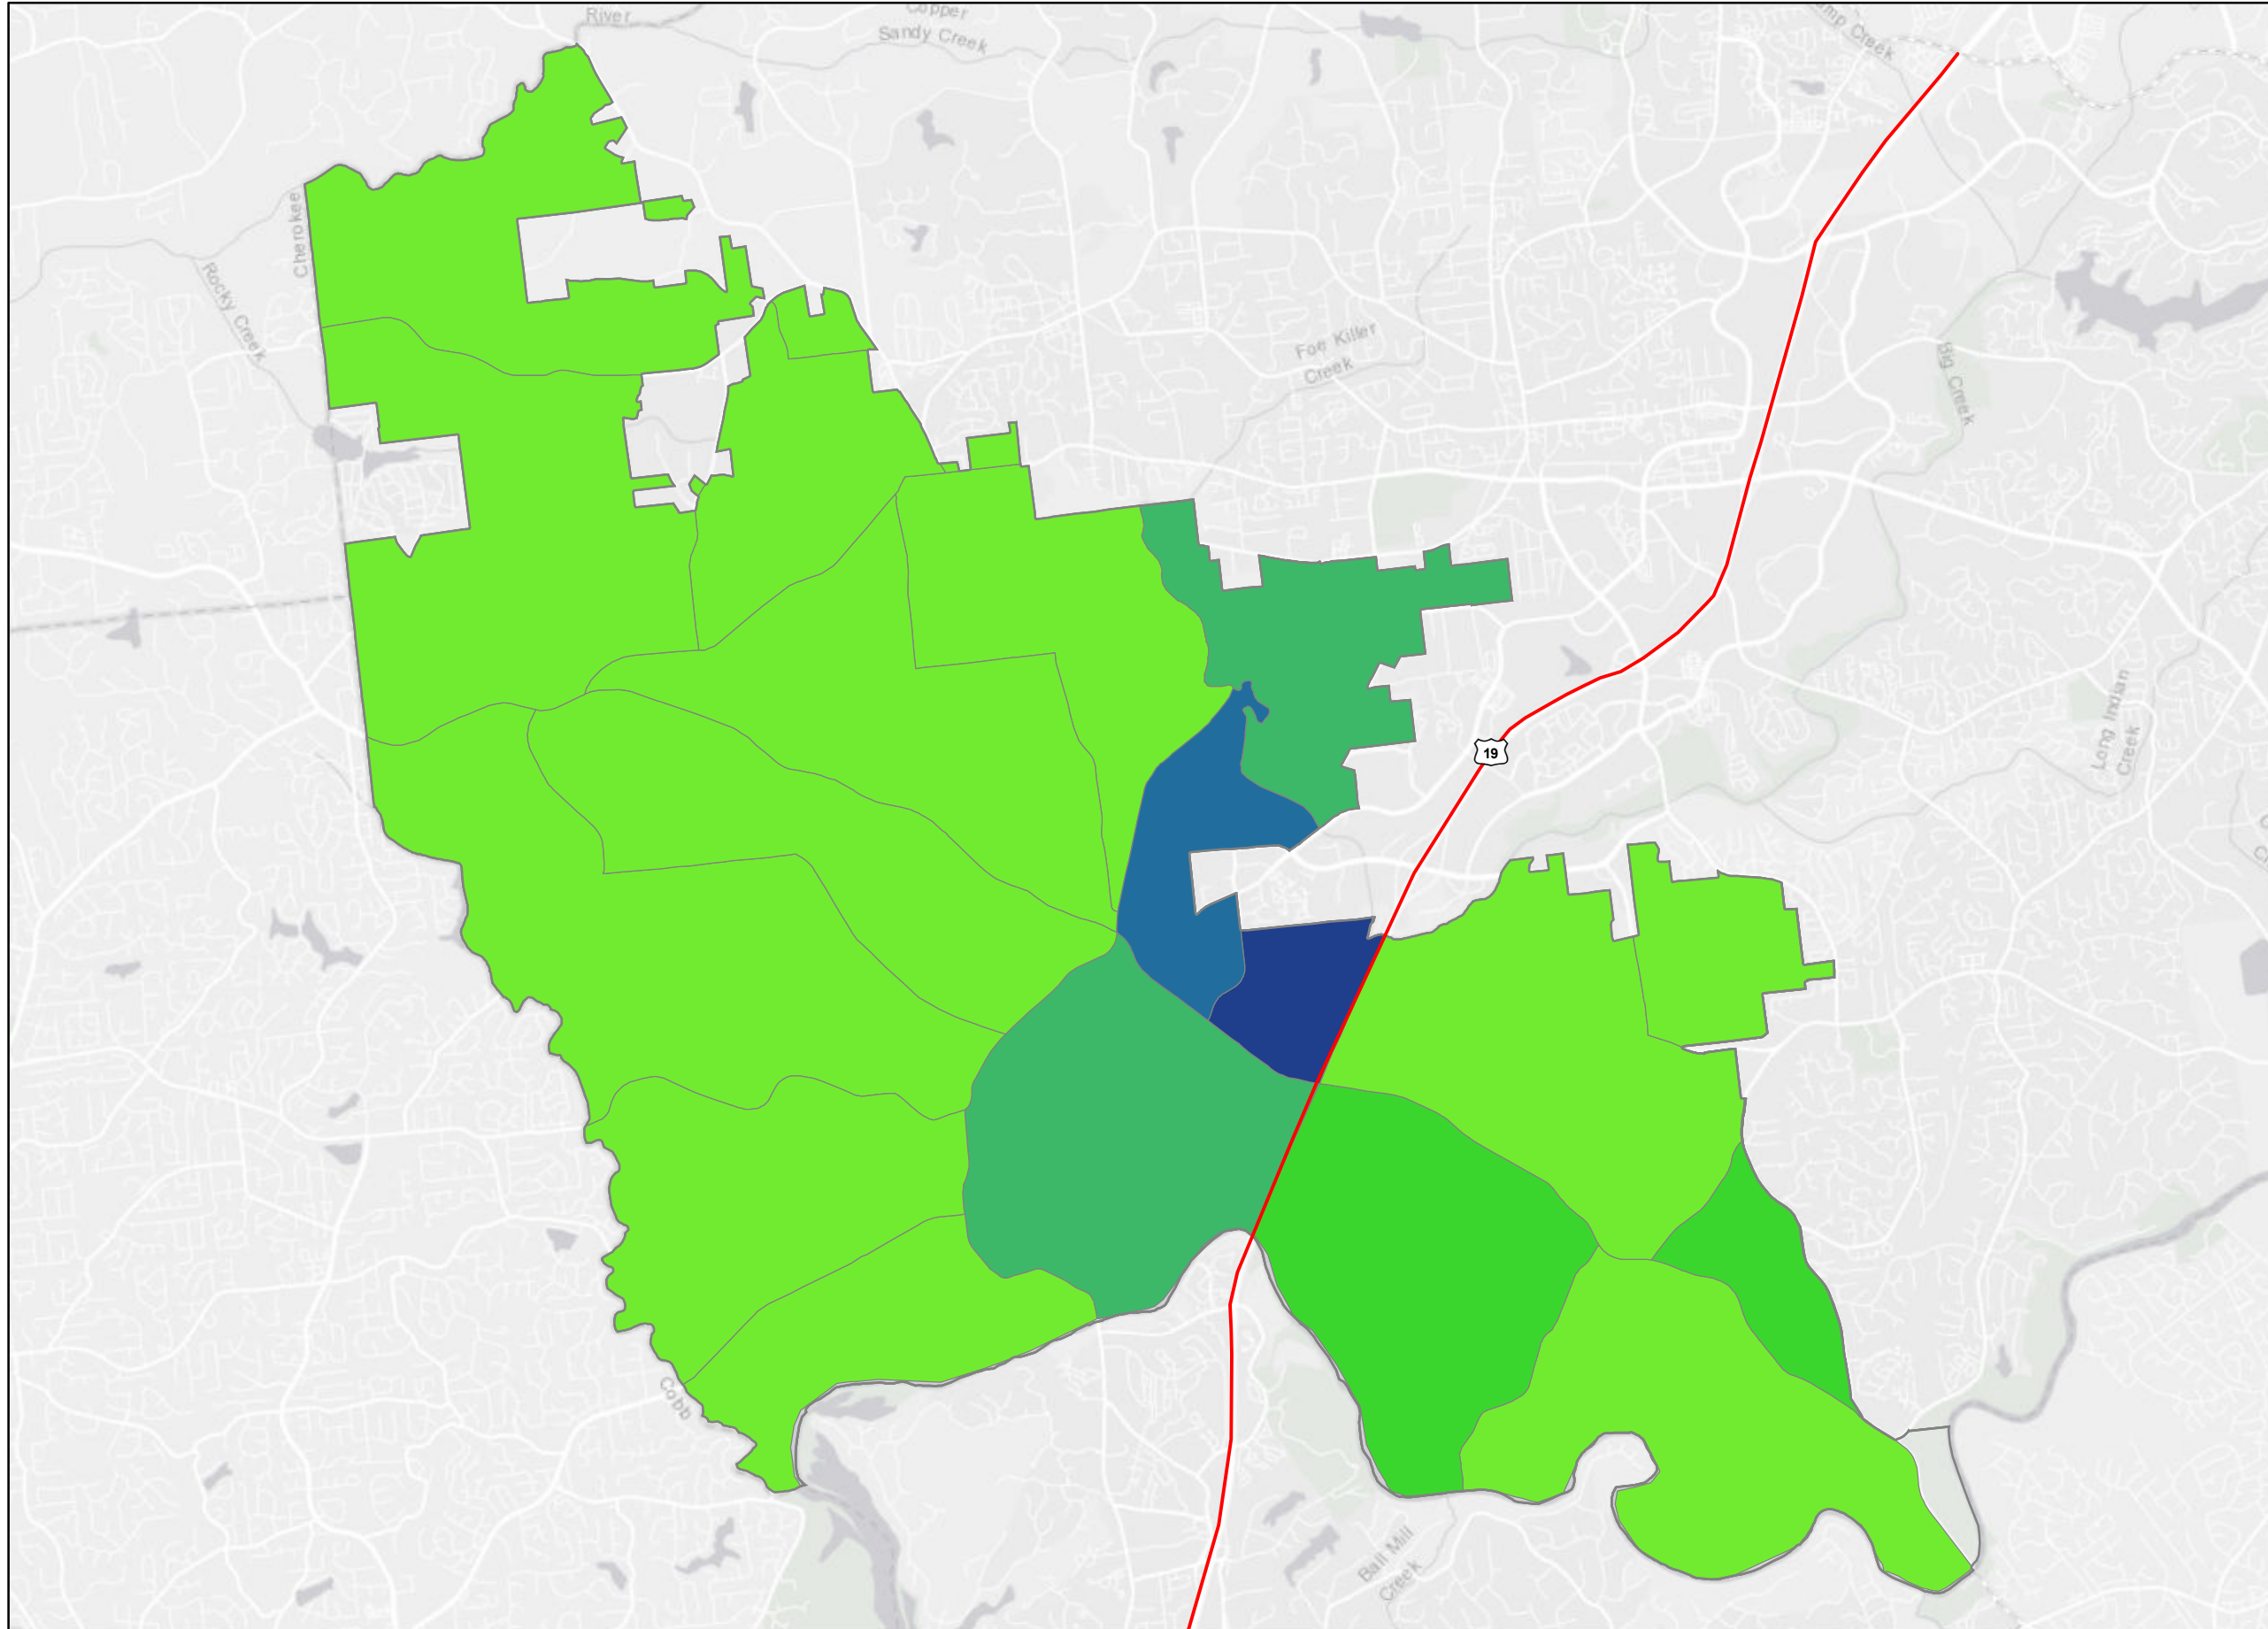 River
Copper
Sandy Creek
Cherokee
Rocky Creek
Foe Killer
Creek
Big Creek
Long Indian
Creek
19
Cobb
Ball Mill
Creek